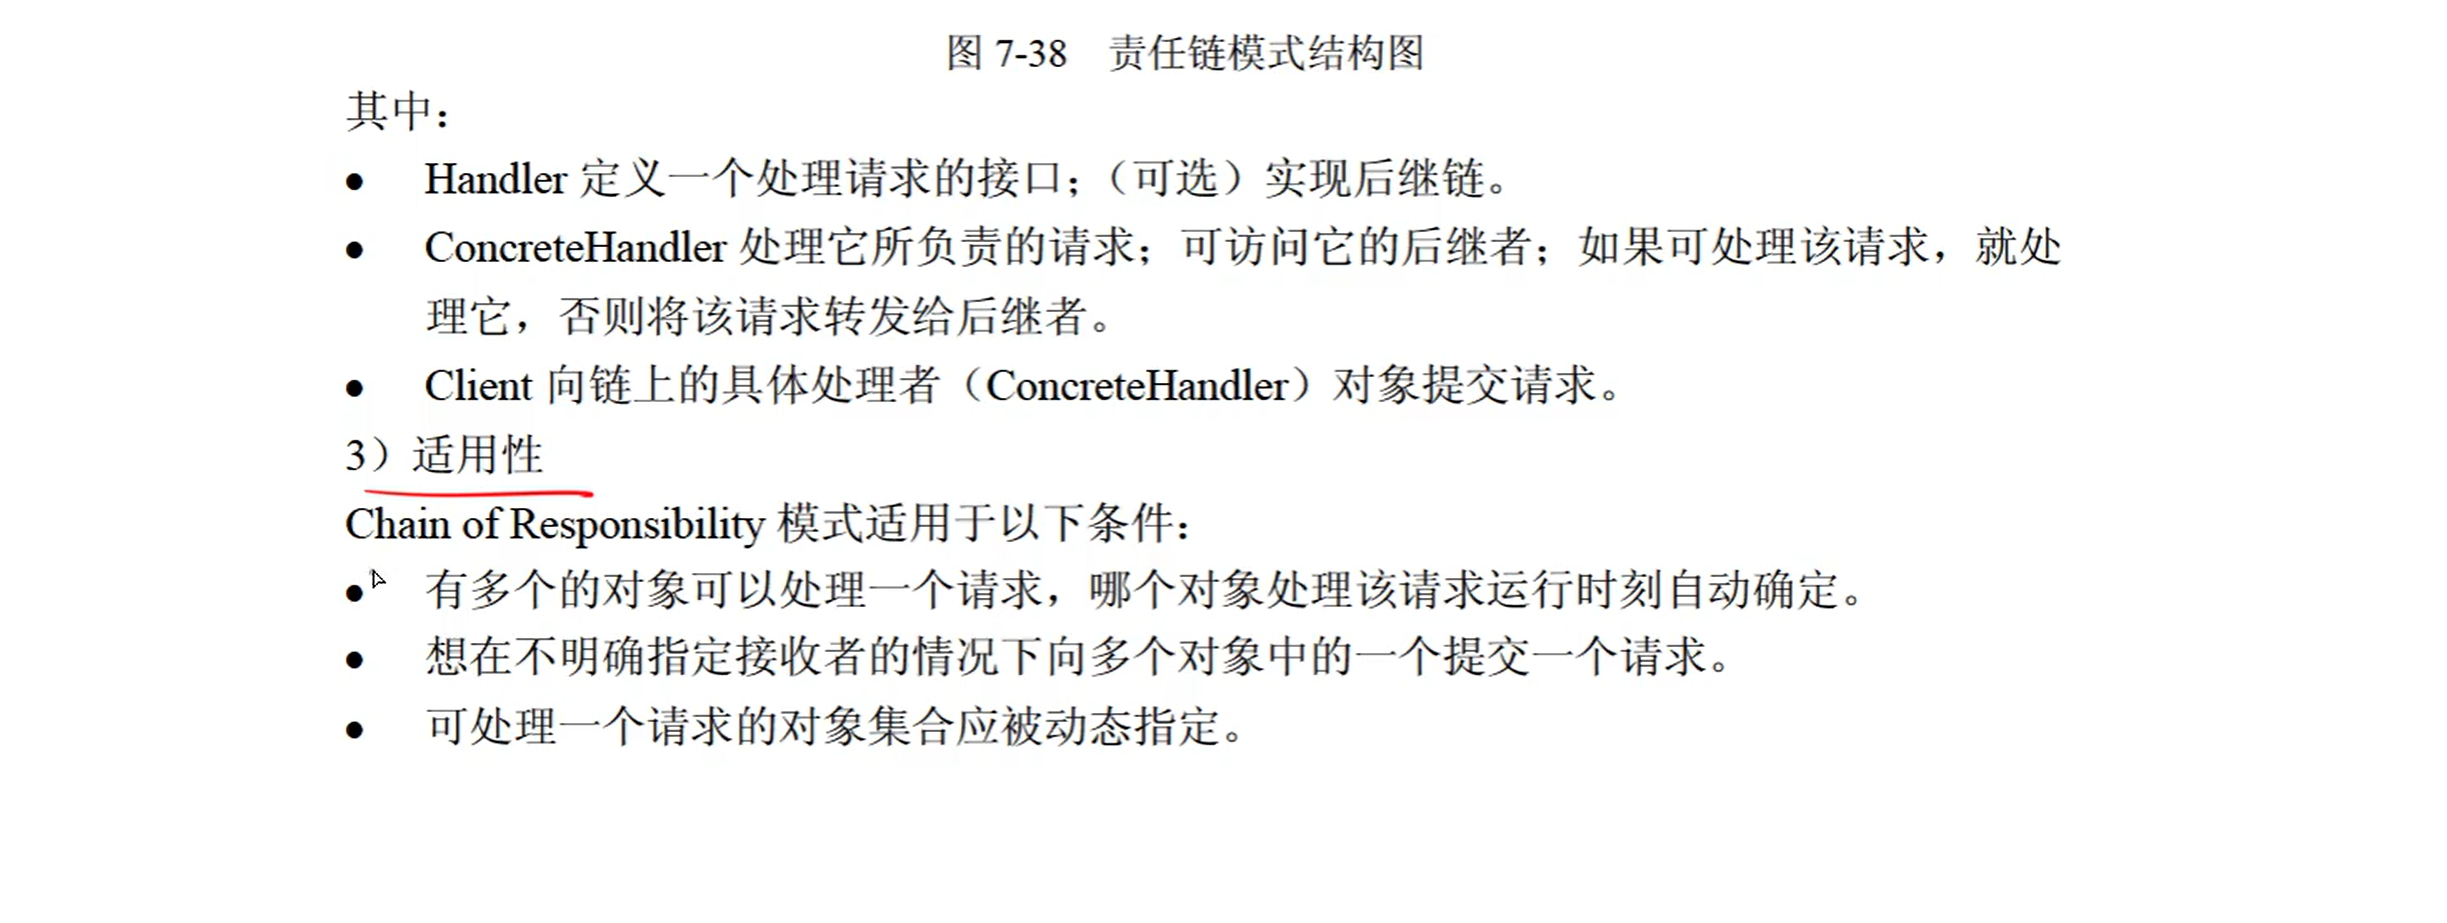 图 7-38 责任链模式结构图
其中：
● Handler 定义一个处理请求的接口；（可选）实现后继链。
● ConcreteHandler 处理它所负责的请求；可访问它的后继者；如果可处理该请求，就处
理它，否则将该请求转发给后继者。
● Client 向链上的具体处理者（ConcreteHandler）对象提交请求。
3）适用性
Chain of Responsibility 模式适用于以下条件：
● 有多个的对象可以处理一个请求，哪个对象处理该请求运行时刻自动确定。
● 想在不明确指定接收者的情况下向多个对象中的一个提交一个请求。
● 可处理一个请求的对象集合应被动态指定。